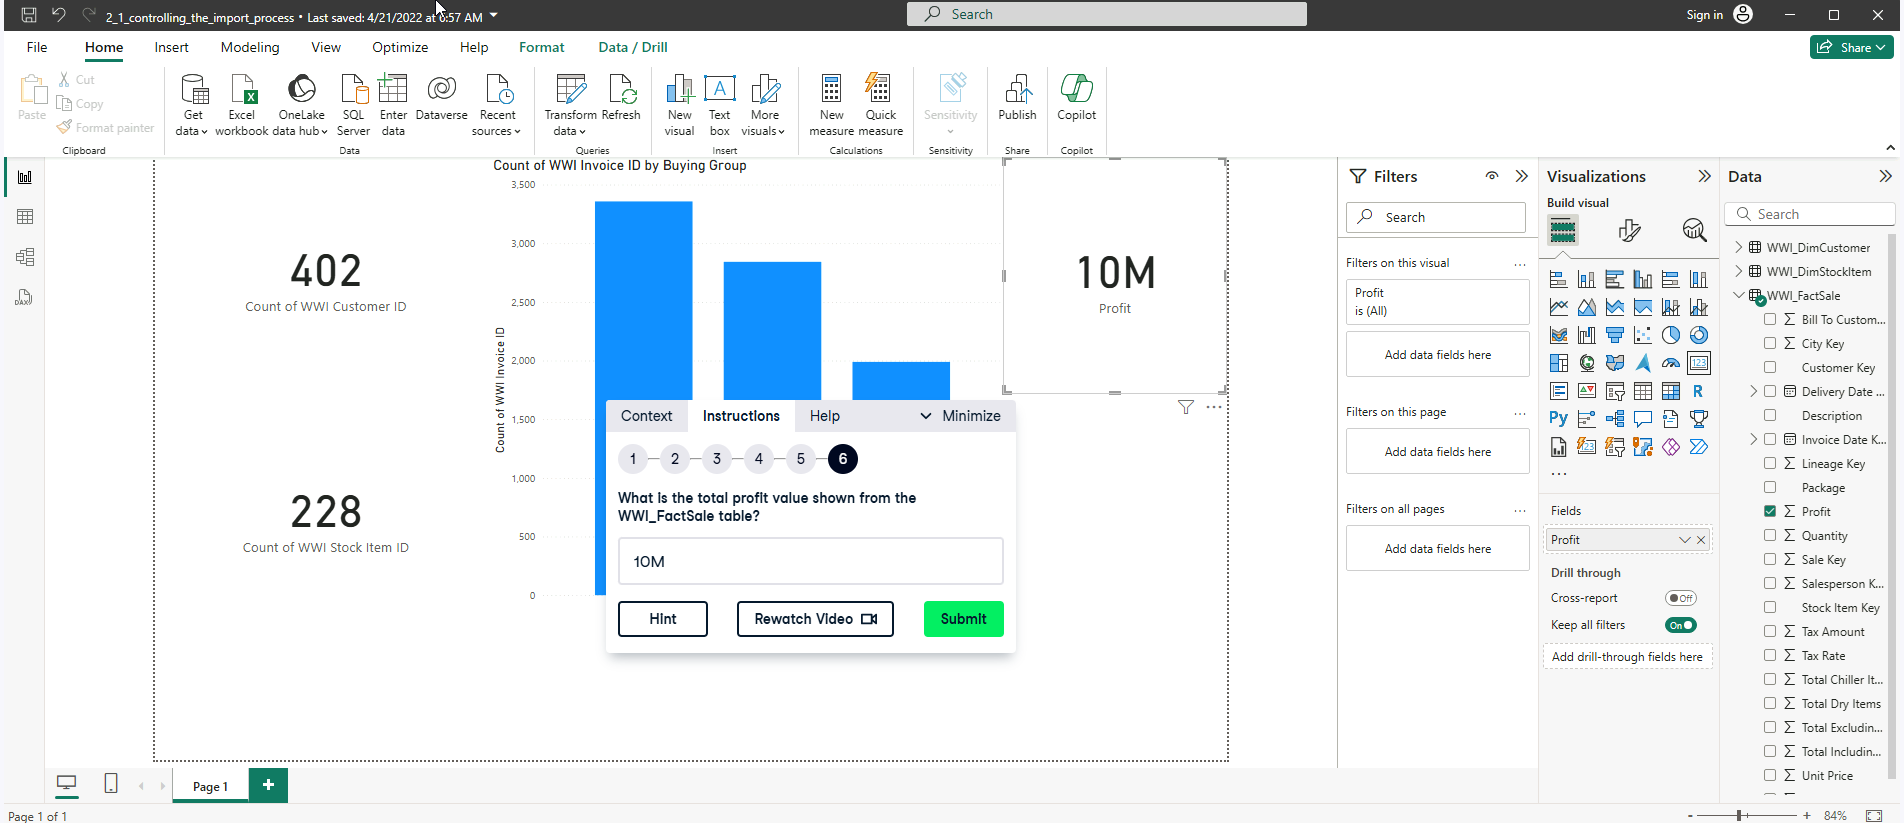 2_1_controlling_the_import_process • Last saved: 4/21/2022 at 6:57 AM
Search
Sign in
File
Home
Insert
Modeling
View
Optimize
Help
Format
Data / Drill
Share
Paste
Cut
Copy
Format painter
Clipboard
Get data
Excel workbook
OneLake data hub
SQL Server
Enter data
Dataverse
Recent sources
Data
Transform data
Refresh
Queries
New visual
A
Text box
More visuals
Insert
New measure
Quick measure
Calculations
Sensitivity
Sensitivity
Publish
Share
Copilot
Copilot
DAX
402
Count of WWI Customer ID
228
Count of WWI Stock Item ID
Count of WWI Invoice ID by Buying Group
Count of WWI Invoice ID
3,500
3,000
2,500
2,000
1,500
1,000
500
0
10M
Profit
Context
Instructions
Help
Minimize
1
2
3
4
5
6
What is the total profit value shown from the
WWI_FactSale table?
10M
Hint
Rewatch Video
Submit
Filters
Search
Filters on this visual
Profit
is (All)
Add data fields here
Filters on this page
Add data fields here
Filters on all pages
Add data fields here
Visualizations
Build visual
123
R
Py
Fields
Profit
Drill through
Cross-report
Off
Keep all filters
On
Add drill-through fields here
Data
Search
WWI_DimCustomer
WWI_DimStockItem
WWI_FactSale
Bill To Custom...
City Key
Customer Key
Delivery Date ...
Description
Invoice Date K...
Lineage Key
Package
Profit
Quantity
Sale Key
Salesperson K...
Stock Item Key
Tax Amount
Tax Rate
Total Chiller It...
Total Dry Items
Total Excludin...
Total Includin...
Unit Price
Page 1
Page 1 of 1
84%